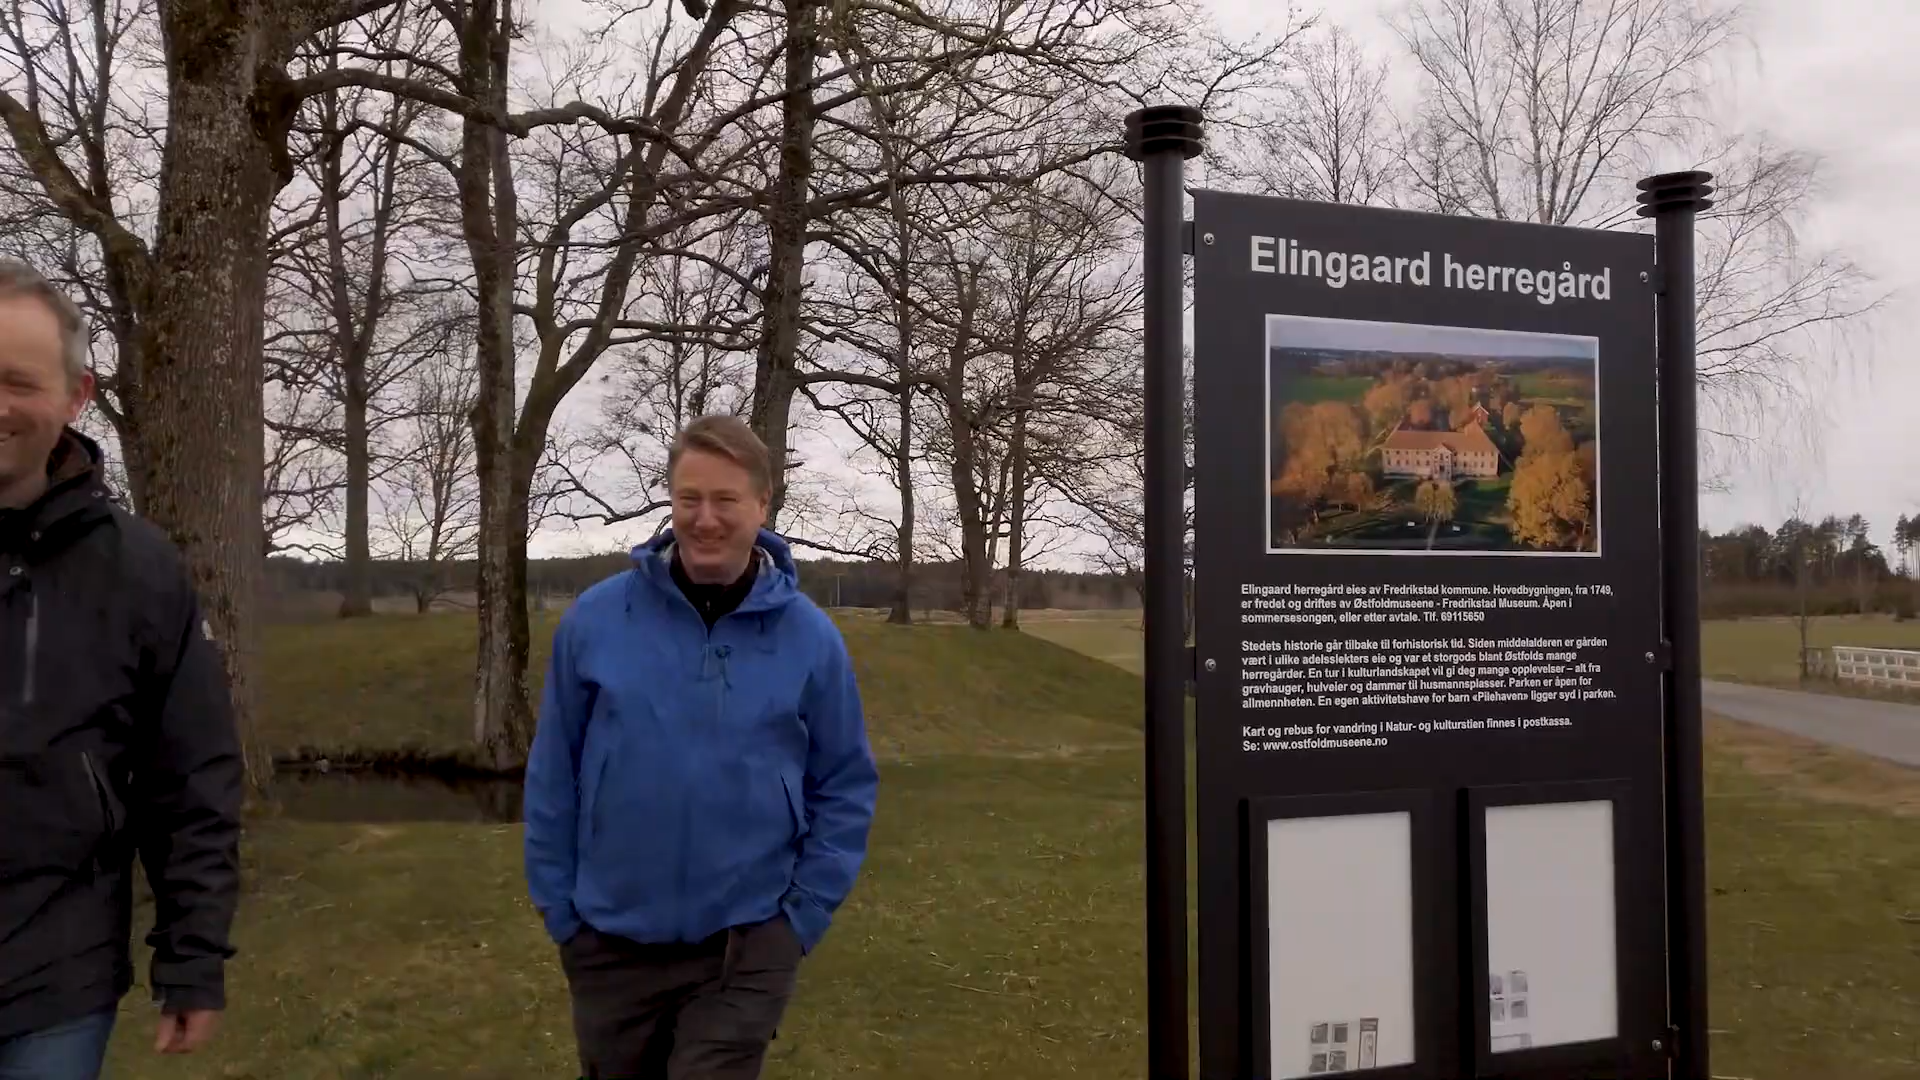 Elingaard herregård
Elingaard herregård eies av Fredrikstad kommune. Hovedbygningen, fra 1749,
er fredet og driftes av Østfoldmuseene - Fredrikstad Museum. Åpen i
sommersesongen, eller etter avtale. Tlf. 69115650
Stedets historie går tilbake til forhistorisk tid. Siden middelalderen er gården
vært i ulike adelsslekters eie og var et storgods blant Østfolds mange
herregårder. En tur i kulturlandskapet vil gi deg mange opplevelser – alt fra
gravhauger, hulveier og dammer til husmannsplasser. Parken er åpen for
allmennheten. En egen aktivitetshave for barn «Pilehaven» ligger syd i parken.
Kart og rebus for vandring i Natur- og kulturstien finnes i postkassa.
Se: www.ostfoldmuseene.no